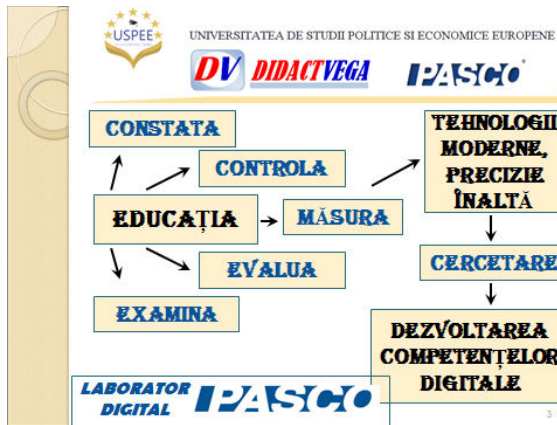 USPEE
UNIVERSITATEA DE STUDII POLITICE SI ECONOMICE EUROPENE
DV DIDACTVEGA
PASCO
CONSTATA
CONTROLA
EDUCAȚIA
MĂSURA
EVALUA
EXAMINA
TEHNOLOGII
MODERNE,
PRECIZIE
ÎNALTĂ
CERCETARE
DEZVOLTAREA
COMPETENȚELOR
DIGITALE
LABORATOR
DIGITAL
PASCO
3